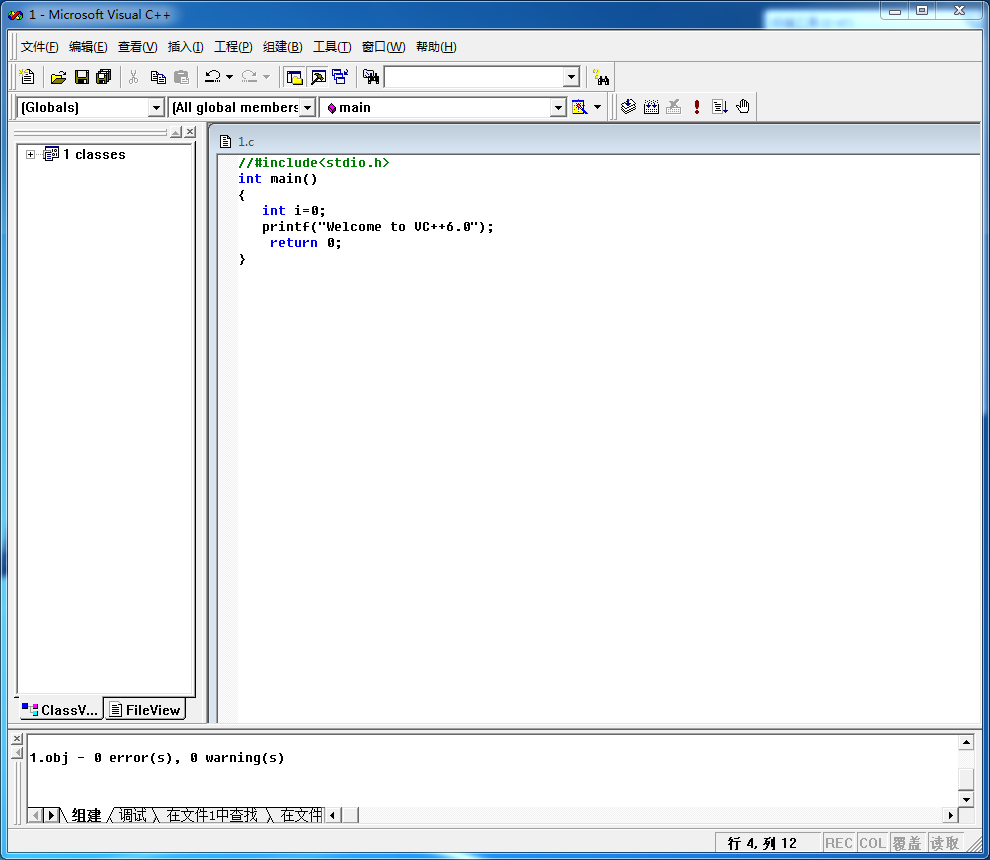 1 - Microsoft Visual C++
文件(F) 编辑(E) 查看(V) 插入(I) 工程(P) 组建(B) 工具(T) 窗口(W) 帮助(H)
(Globals) (All global members main
1 classes
1.c
//#include<stdio.h>
int main()
{
int i=0;
printf("Welcome to VC++6.0");
return 0;
}
ClassV... FileView
1.obj - 0 error(s), 0 warning(s)
组建 调试 在文件1中查找 在文件
行 4, 列 12 REC COL 覆盖 读取